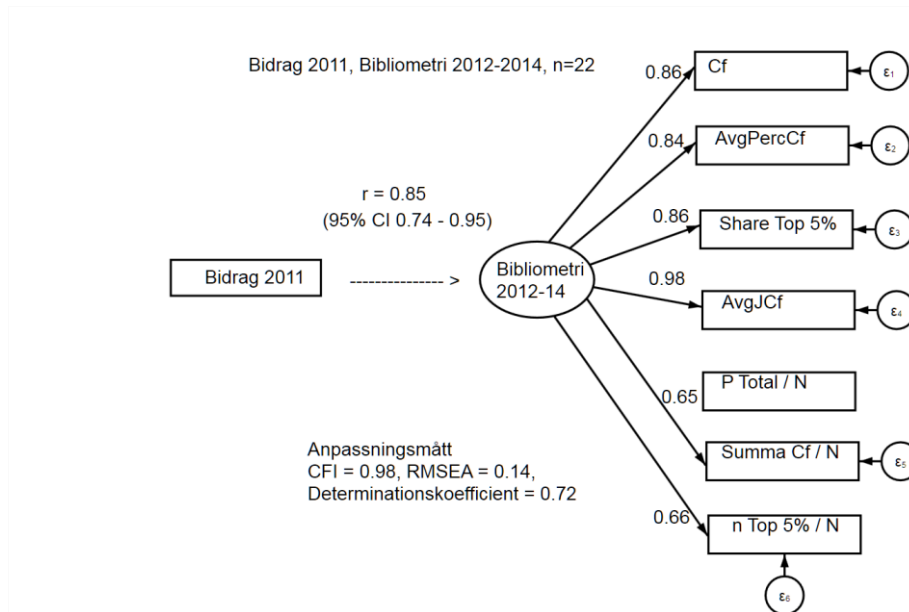 Bidrag 2011, Bibliometri 2012-2014, n=22
0.86
Cf
ε1
0.84
AvgPercCf
ε2
r = 0.85
(95% CI 0.74 - 0.95)
0.86
Share Top 5%
ε3
Bidrag 2011
--------------- >
Bibliometri
2012-14
0.98
AvgJCf
ε4
P Total / N
0.65
Summa Cf / N
ε5
Anpassningsmått
CFI = 0.98, RMSEA = 0.14,
Determinationskoefficient = 0.72
0.66
n Top 5% / N
ε6